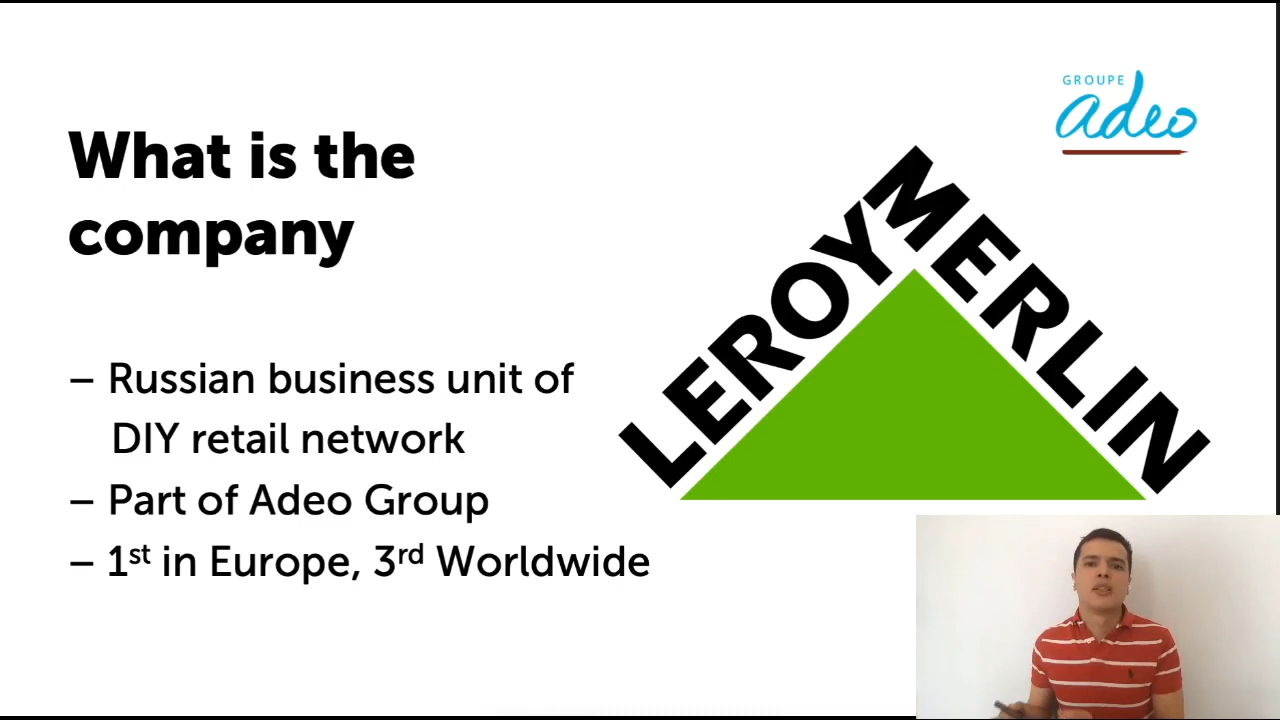 GROUPE
adeo
What is the
company
LEROY MERLIN
– Russian business unit of
DIY retail network
– Part of Adeo Group
– 1st in Europe, 3rd Worldwide